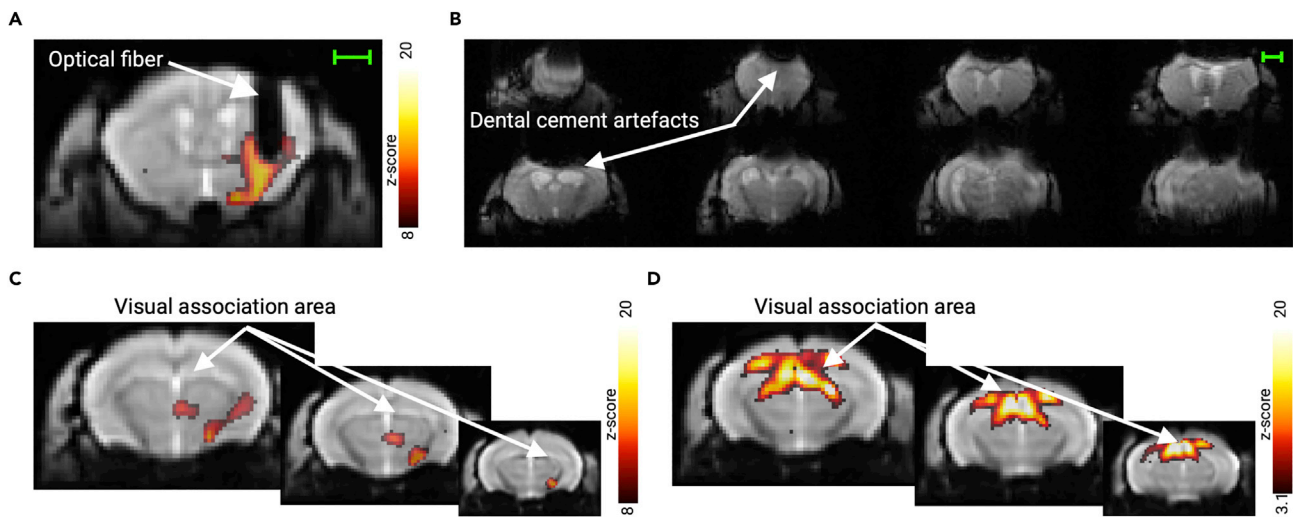 A
Optical fiber
20
z-score
8
B
Dental cement artefacts
C
Visual association area
20
z-score
8
D
Visual association area
20
z-score
3.1